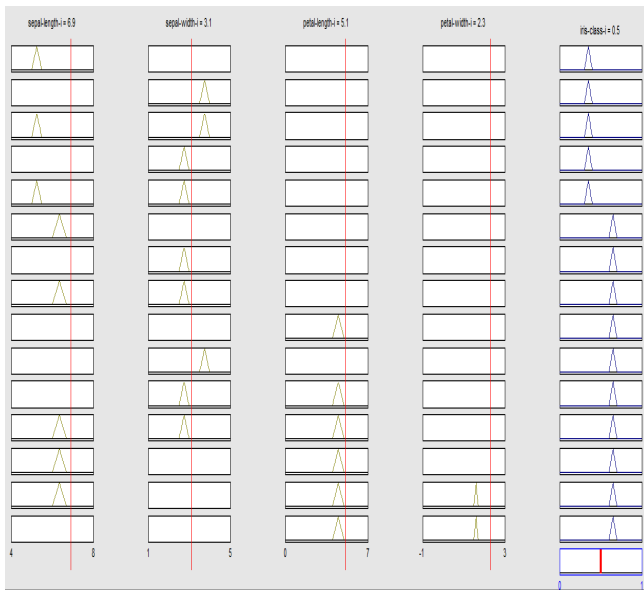 sepal-length-i = 6.9
sepal-width-i = 3.1
petal-length-i = 5.1
petal-width-i = 2.3
iris-class-i = 0.5
4 8
1 5
0 7
-1 3
0 1